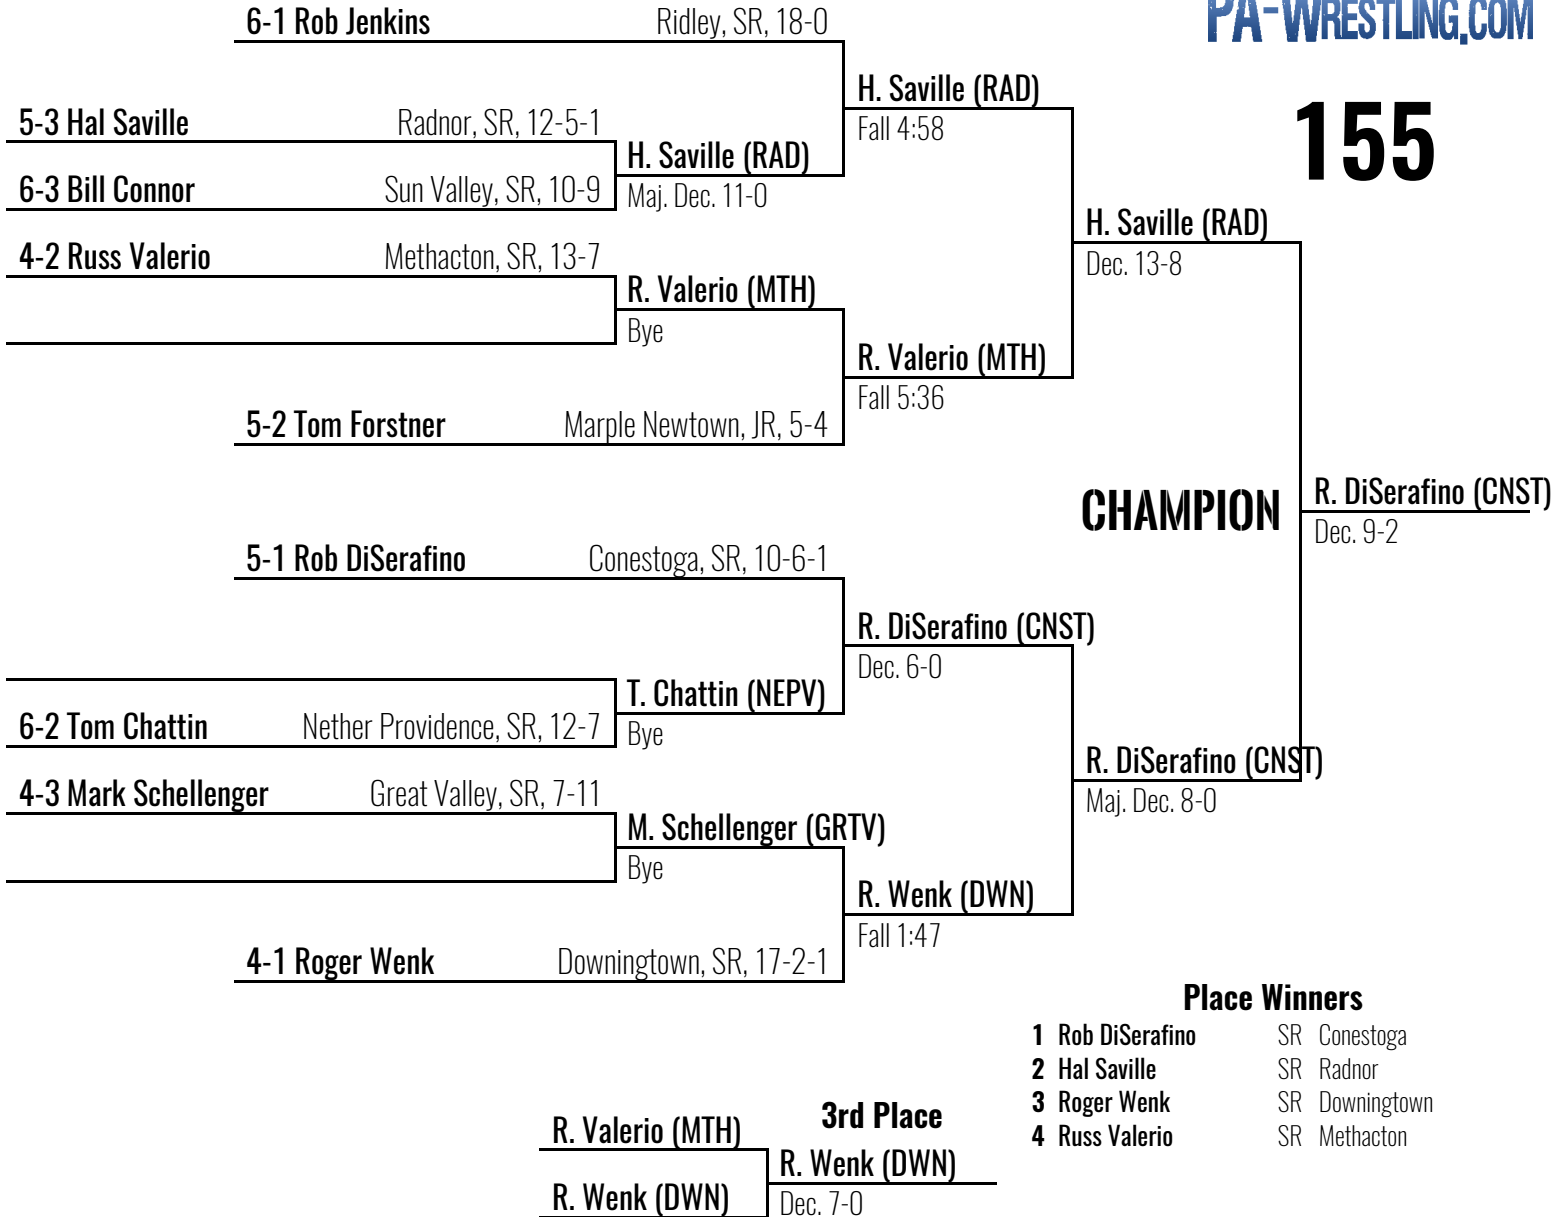 6-1 Rob Jenkins Ridley, SR, 18-0
PA-WRESTLING.COM
H. Saville (RAD)
Fall 4:58
155
5-3 Hal Saville Radnor, SR, 12-5-1
H. Saville (RAD)
Maj. Dec. 11-0
6-3 Bill Connor Sun Valley, SR, 10-9
H. Saville (RAD)
Dec. 13-8
4-2 Russ Valerio Methacton, SR, 13-7
R. Valerio (MTH)
Bye
R. Valerio (MTH)
Fall 5:36
5-2 Tom Forstner Marple Newtown, JR, 5-4
CHAMPION
R. DiSerafino (CNST)
Dec. 9-2
5-1 Rob DiSerafino Conestoga, SR, 10-6-1
R. DiSerafino (CNST)
Dec. 6-0
T. Chattin (NEPV)
Bye
6-2 Tom Chattin Nether Providence, SR, 12-7
R. DiSerafino (CNST)
Maj. Dec. 8-0
4-3 Mark Schellenger Great Valley, SR, 7-11
M. Schellenger (GRTV)
Bye
R. Wenk (DWN)
Fall 1:47
4-1 Roger Wenk Downingtown, SR, 17-2-1
Place Winners
1 Rob DiSerafino SR Conestoga
2 Hal Saville SR Radnor
3 Roger Wenk SR Downingtown
4 Russ Valerio SR Methacton
3rd Place
R. Valerio (MTH)
R. Wenk (DWN)
R. Wenk (DWN)
Dec. 7-0